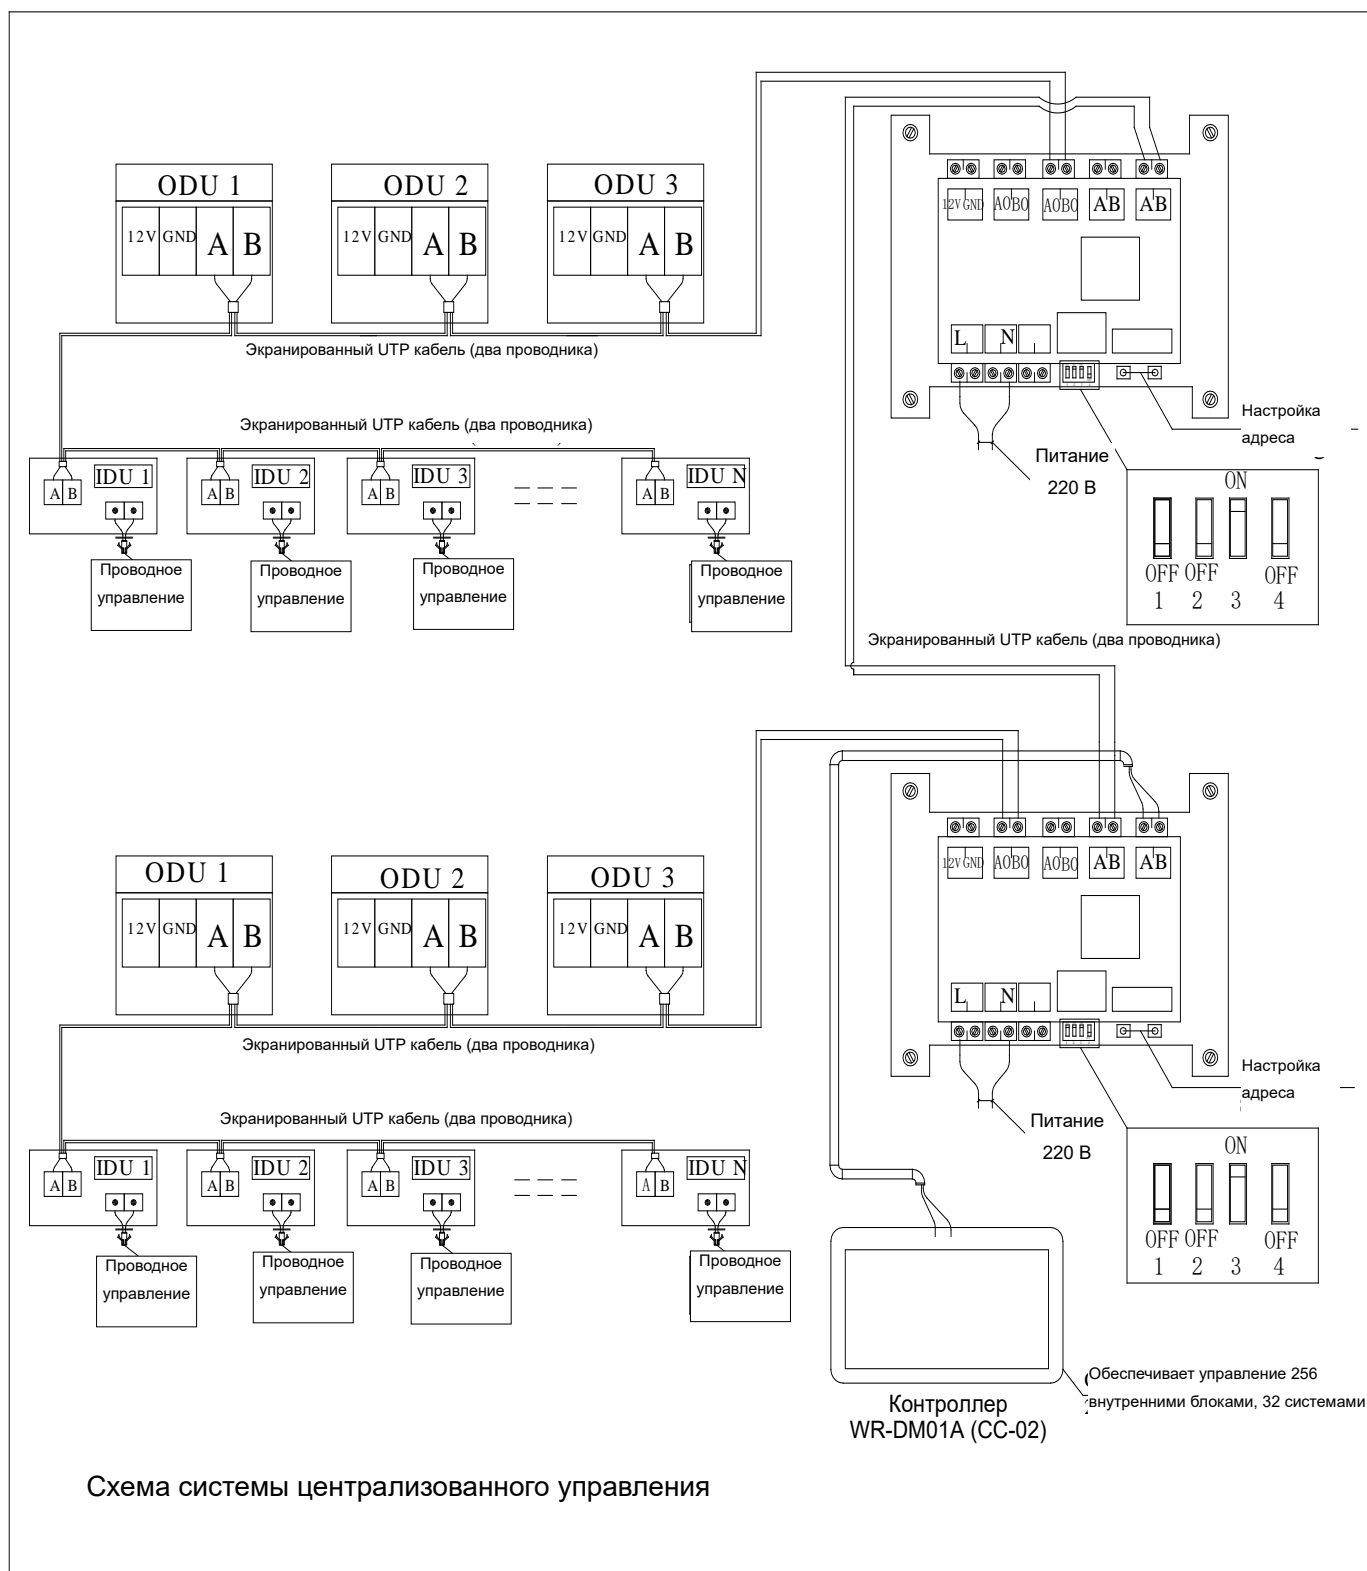 ODU 1
ODU 2
ODU 3
12V GND A B
12V GND A B
12V GND A B
12V GND
A0 B0
A0 B0
A B
A B
L N
Экранированный UTP кабель (два проводника)
Экранированный UTP кабель (два проводника)
Настройка
адреса
Питание
220 В
IDU 1
IDU 2
IDU 3
IDU N
A B
A B
A B
A B
Проводное
управление
Проводное
управление
Проводное
управление
Проводное
управление
ON
OFF OFF OFF
1 2 3 4
Экранированный UTP кабель (два проводника)
ODU 1
ODU 2
ODU 3
12V GND A B
12V GND A B
12V GND A B
12V GND
A0 B0
A0 B0
A B
A B
L N
Экранированный UTP кабель (два проводника)
Настройка
адреса
Экранированный UTP кабель (два проводника)
Питание
220 В
IDU 1
IDU 2
IDU 3
IDU N
A B
A B
A B
A B
Проводное
управление
Проводное
управление
Проводное
управление
Проводное
управление
ON
OFF OFF OFF
1 2 3 4
Обеспечивает управление 256
внутренними блоками, 32 системами
Контроллер
WR-DM01A (CC-02)
Схема системы централизованного управления